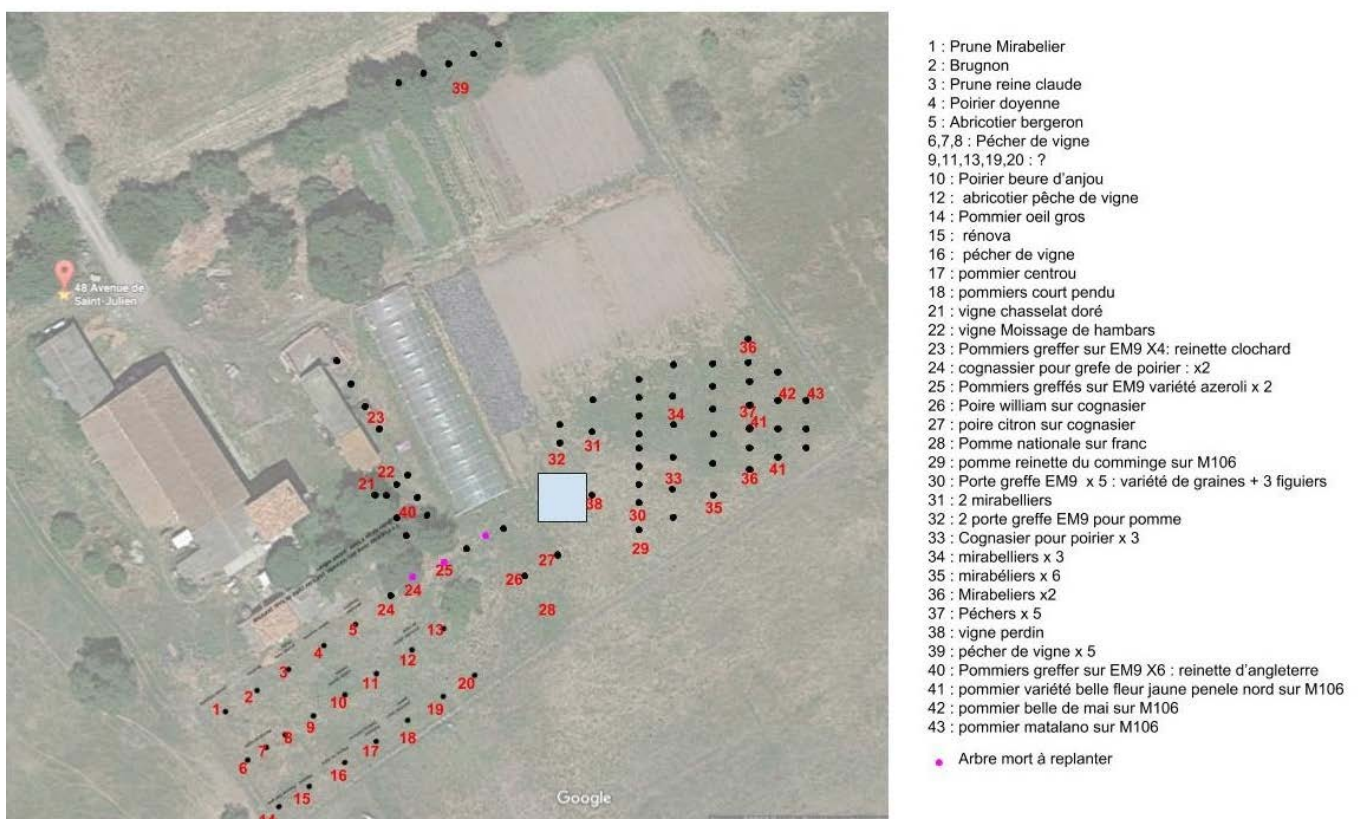 39
48 Avenue de
Saint-Julien
36
42
43
37
41
34
23
31
32
33
41
36
22
21
38
35
40
30
29
25
27
24
26
24
28
5
13
4
12
3
20
2
11
1
10
19
9
18
8
7
17
6
16
15
14
Google
1 : Prune Mirabelier
2 : Brugnon
3 : Prune reine claude
4 : Poirier doyenne
5 : Abricotier bergeron
6,7,8 : Pécher de vigne
9,11,13,19,20 : ?
10 : Poirier beure d'anjou
12 : abricotier pêche de vigne
14 : Pommier oeil gros
15 : rénova
16 : pécher de vigne
17 : pommier centrou
18 : pommiers court pendu
21 : vigne chasselat doré
22 : vigne Moissage de hambars
23 : Pommiers greffer sur EM9 X4: reinette clochard
24 : cognassier pour grefe de poirier : x2
25 : Pommiers greffés sur EM9 variété azeroli x 2
26 : Poire william sur cognasier
27 : poire citron sur cognasier
28 : Pomme nationale sur franc
29 : pomme reinette du comminge sur M106
30 : Porte greffe EM9 x 5 : variété de graines + 3 figuiers
31 : 2 mirabelliers
32 : 2 porte greffe EM9 pour pomme
33 : Cognasier pour poirier x 3
34 : mirabelliers x 3
35 : mirabéliers x 6
36 : Mirabeliers x2
37 : Péchers x 5
38 : vigne perdin
39 : pécher de vigne x 5
40 : Pommiers greffer sur EM9 X6 : reinette d'angleterre
41 : pommier variété belle fleur jaune penele nord sur M106
42 : pommier belle de mai sur M106
43 : pommier matalano sur M106
Arbre mort à replanter